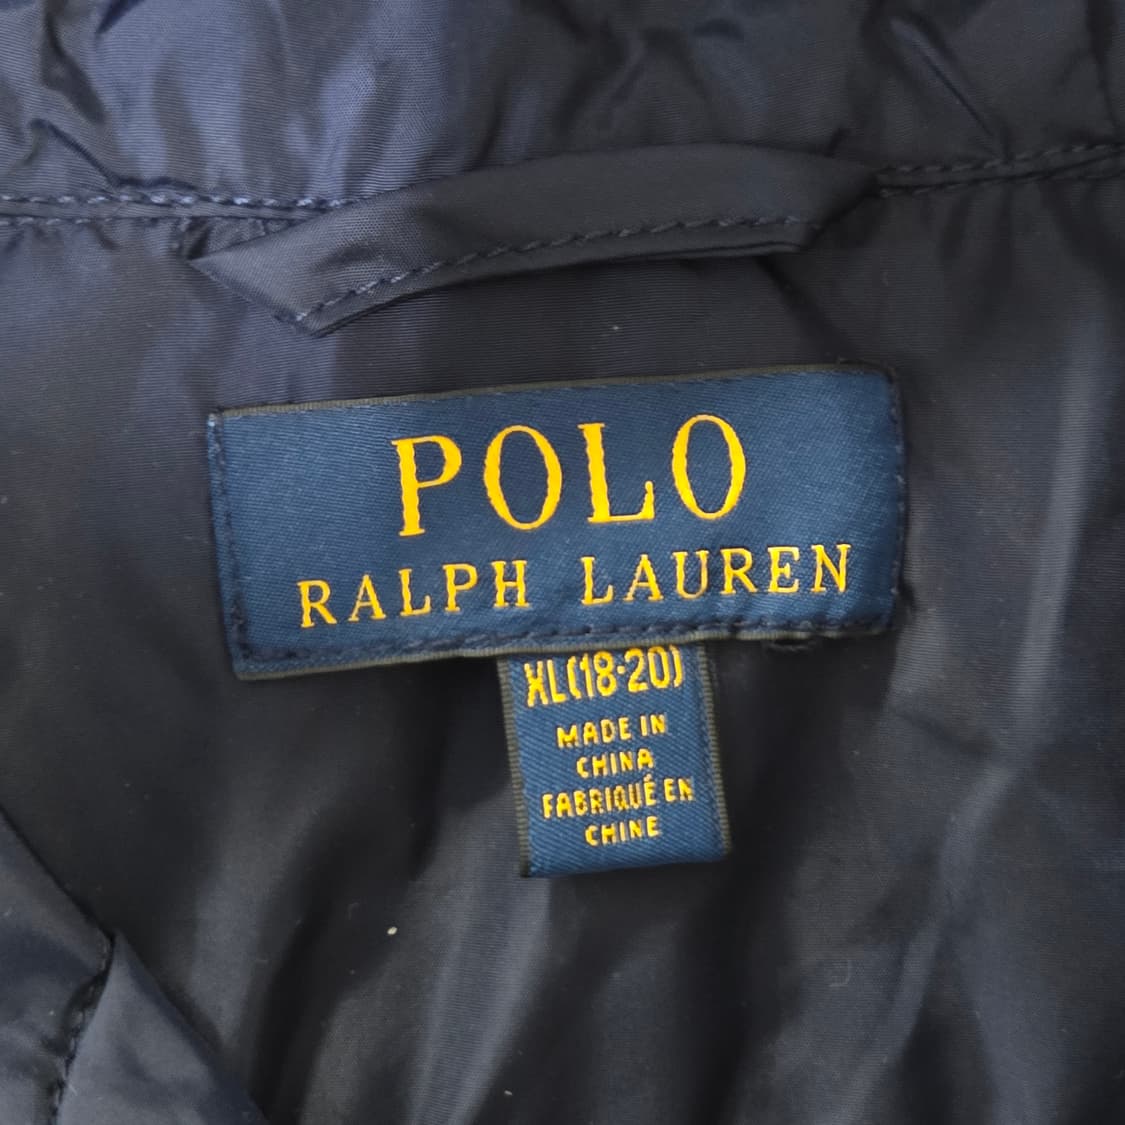 POLO
RALPH LAUREN
XL(18-20)
MADE IN
CHINA
FABRIQUÉ EN
CHINE